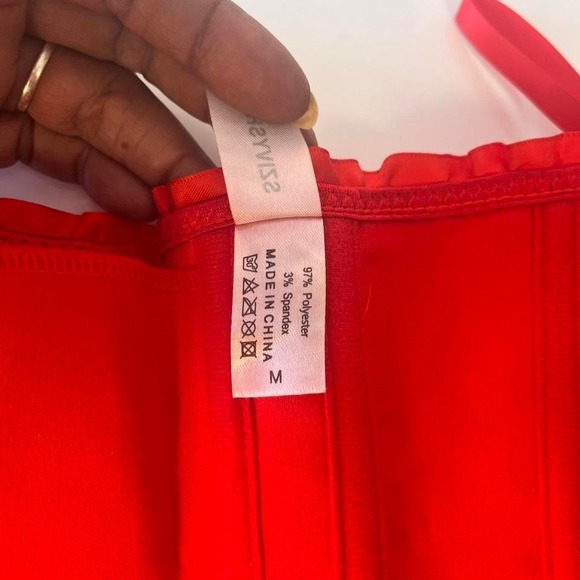 97% Polyester
3% Spandex
MADE IN CHINA
M